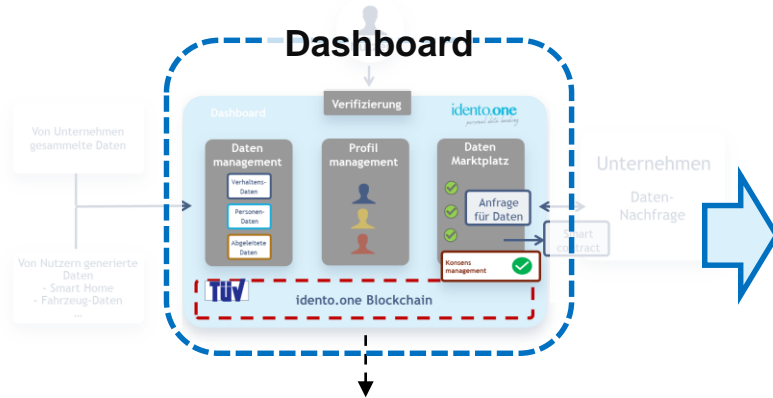 Dashboard
Verifizierung
Dashboard
idento.one
personal data banking
Von Unternehmen
gesammelte Daten
Daten
management
Verhaltens-
Daten
Personen-
Daten
Abgeleitete
Daten
Profil
management
Daten
Marktplatz
Anfrage
für Daten
Konsens
management
Unternehmen
Daten-
Nachfrage
Smart
contract
Von Nutzern generierte
Daten
- Smart Home
- Fahrzeug-Daten
...
TÜV
idento.one Blockchain